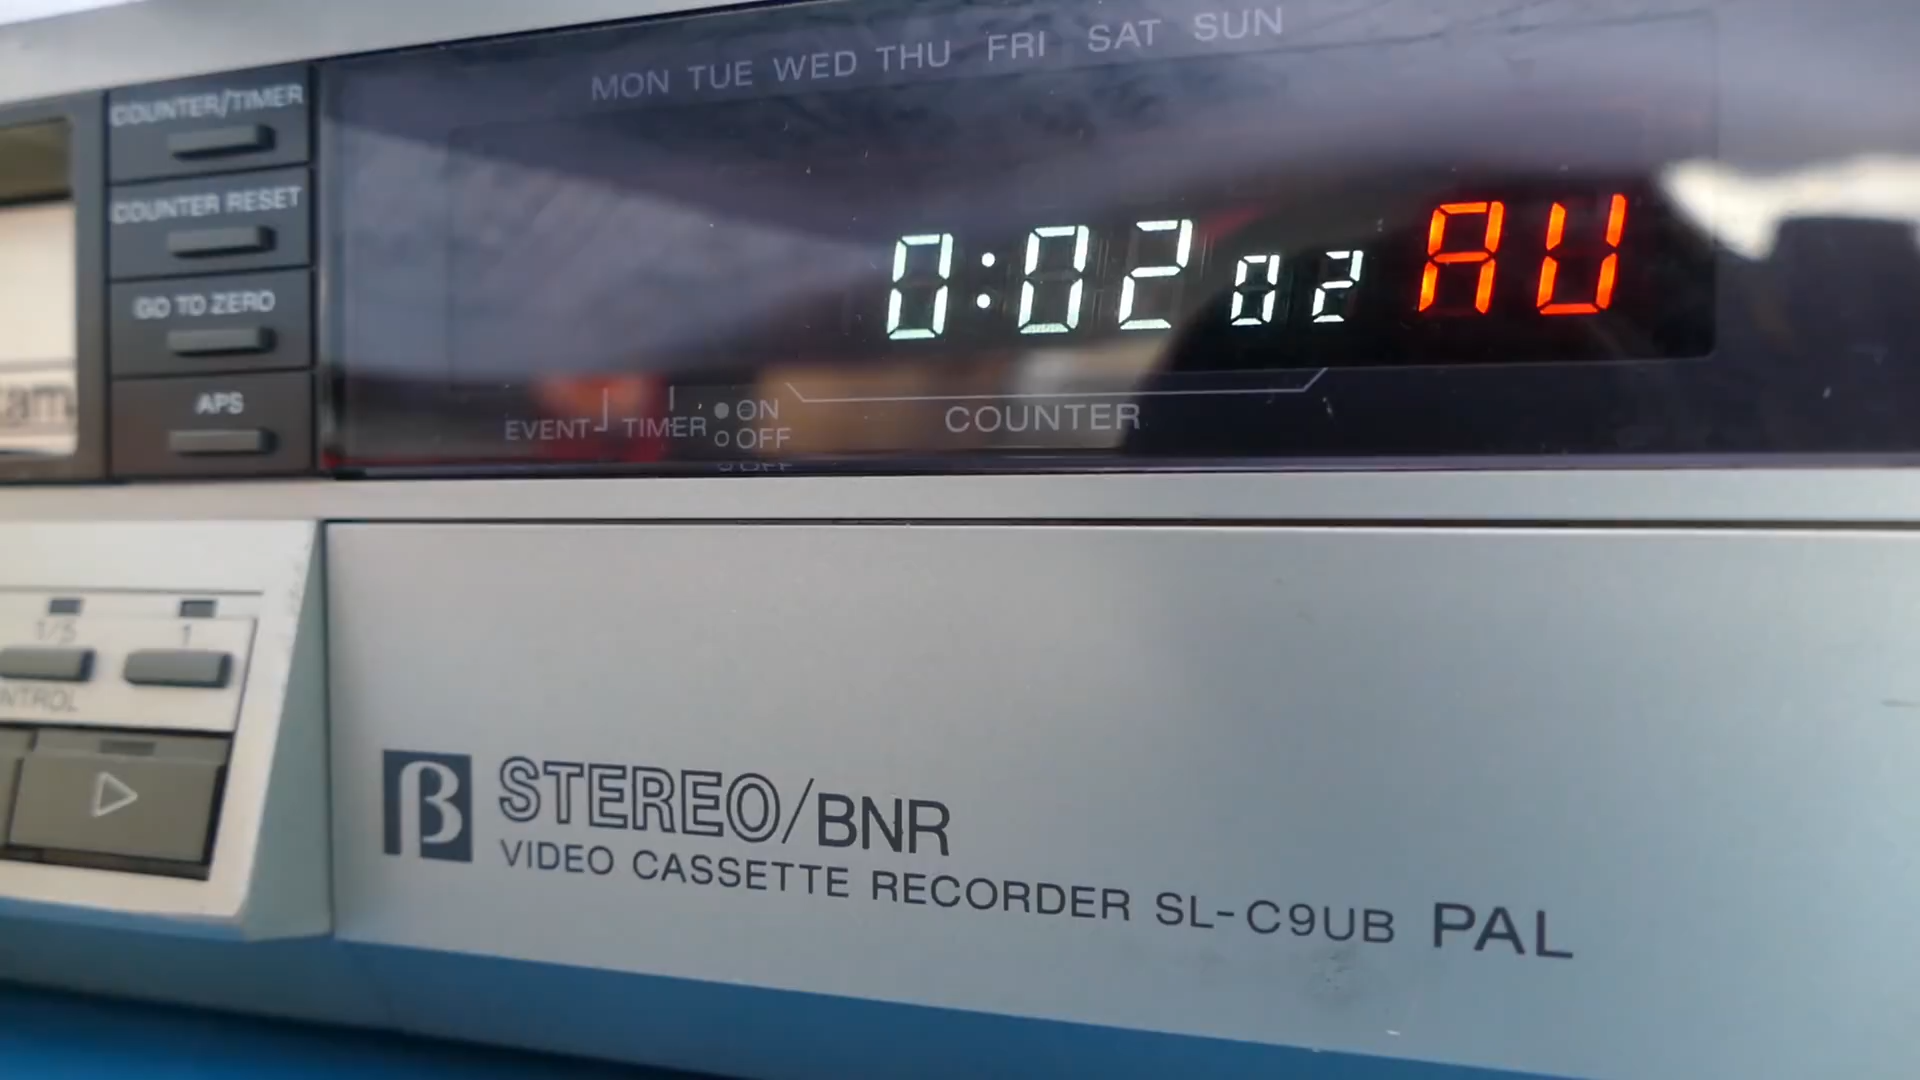 MON TUE WED THU FRI SAT SUN
COUNTER/TIMER
COUNTER RESET
GO TO ZERO
APS
0:02 02 AU
EVENT TIMER ON
OFF
COUNTER
1/5 1
β STEREO/BNR
VIDEO CASSETTE RECORDER SL-C9UB PAL